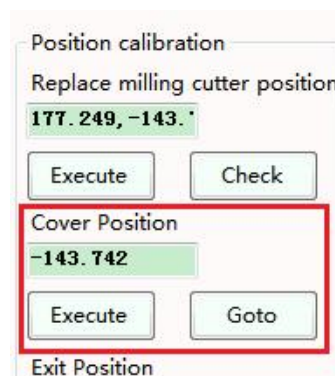 Position calibration
Replace milling cutter position
177.249,-143.
Execute Check
Cover Position
-143.742
Execute Goto
Exit Position